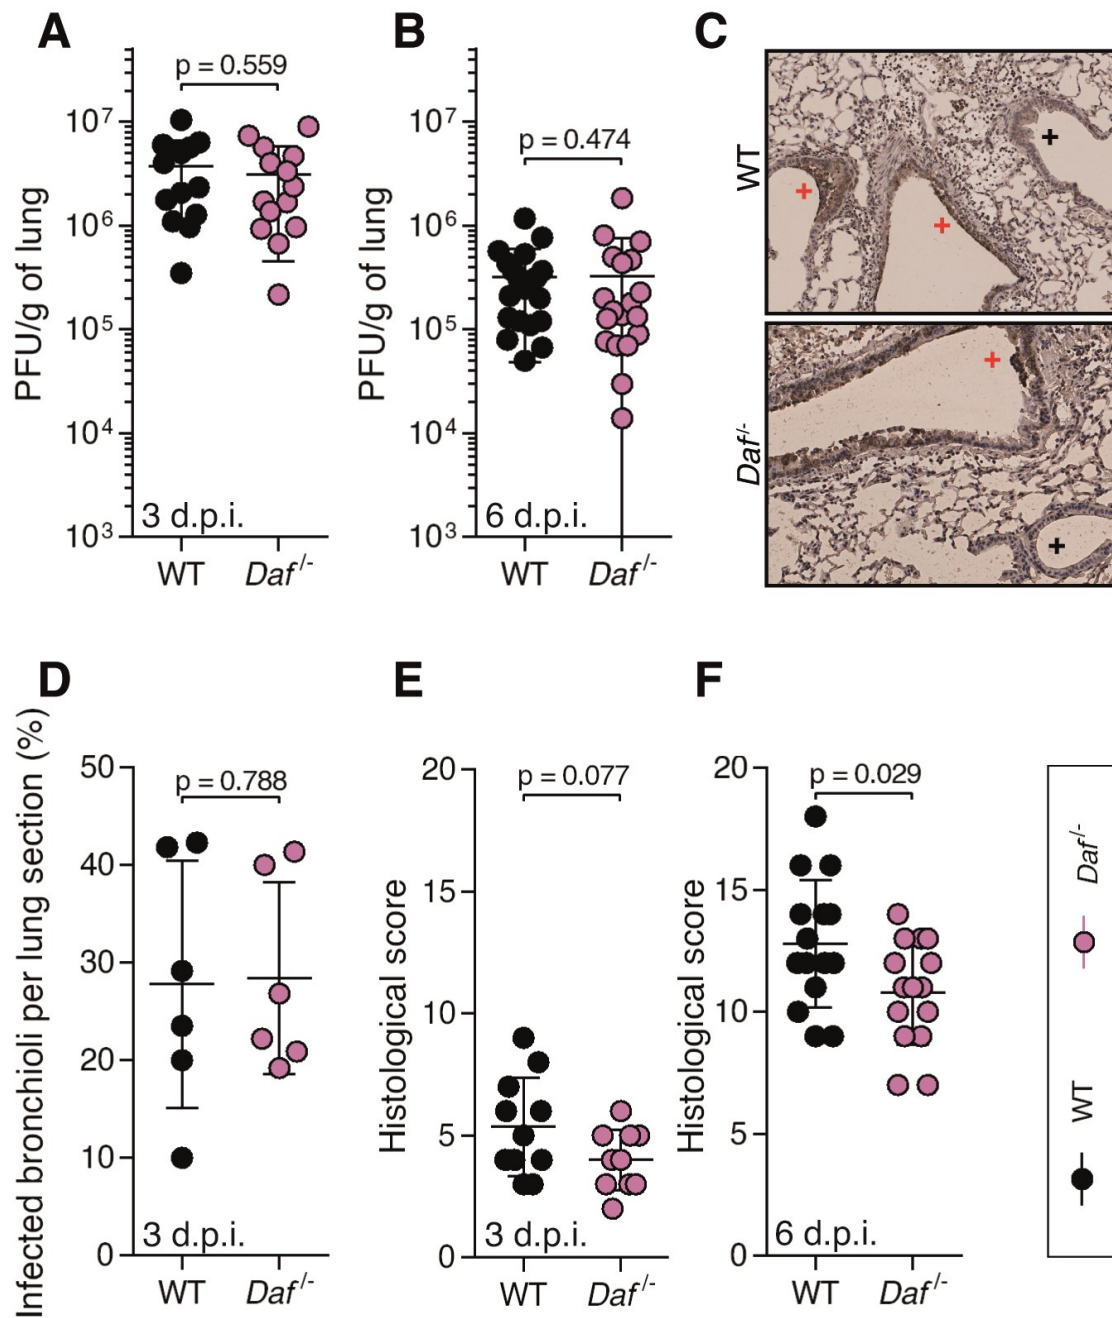 A
p = 0.559
PFU/g of lung
10⁷
10⁶
10⁵
10⁴
10³
3 d.p.i.
WT
Daf-/-
B
p = 0.474
PFU/g of lung
10⁷
10⁶
10⁵
10⁴
10³
6 d.p.i.
WT
Daf-/-
C
WT
Daf-/-
D
p = 0.788
Infected bronchioli per lung section (%)
50
40
30
20
10
0
3 d.p.i.
WT
Daf-/-
E
p = 0.077
Histological score
20
15
10
5
0
3 d.p.i.
WT
Daf-/-
F
p = 0.029
Histological score
20
15
10
5
0
6 d.p.i.
WT
Daf-/-
Daf-/-
WT